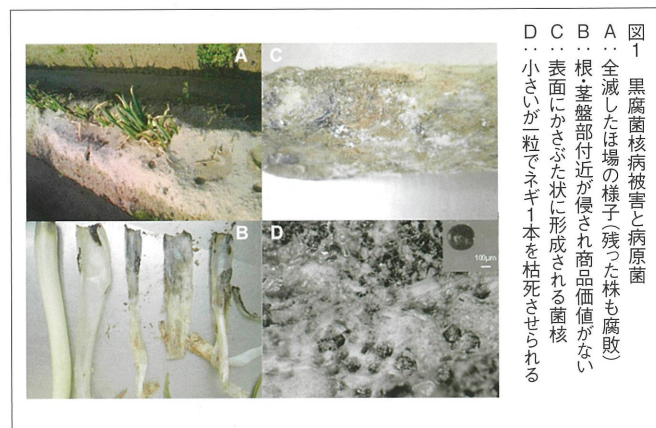 図1 黒腐菌核病被害と病原菌
A：全滅したほ場の様子（残った株も腐敗）
B：根・茎盤部付近が侵され商品価値がない
C：表面にかさぶた状に形成される菌核
D：小さいが一粒でネギ1本を枯死させられる
A
C
B
D
100μm